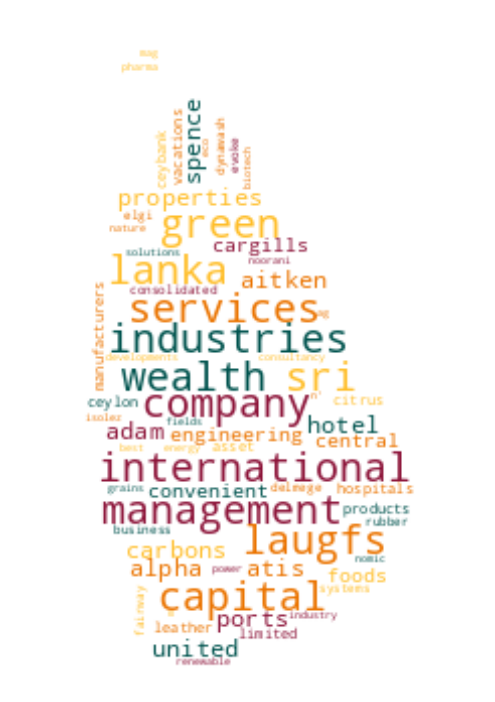 mag
pharma
spence
vacations
ceybank
eco
dynawash
evoke
biotech
properties
elgi
green
nature
cargills
solutions
noorani
lanka
aitken
consolidated
manufacturers
services
ag
industries
developments
consultancy
wealth
sri
ceylon
company
n'
citrus
isolez
fields
hotel
adam
engineering
central
best
energy
asset
international
grains
convenient
delmege
hospitals
management
products
rubber
business
laugfs
carbons
nomic
alpha
power
atis
foods
capital
systems
fairway
e
ports
industry
leather
limited
united
renewable